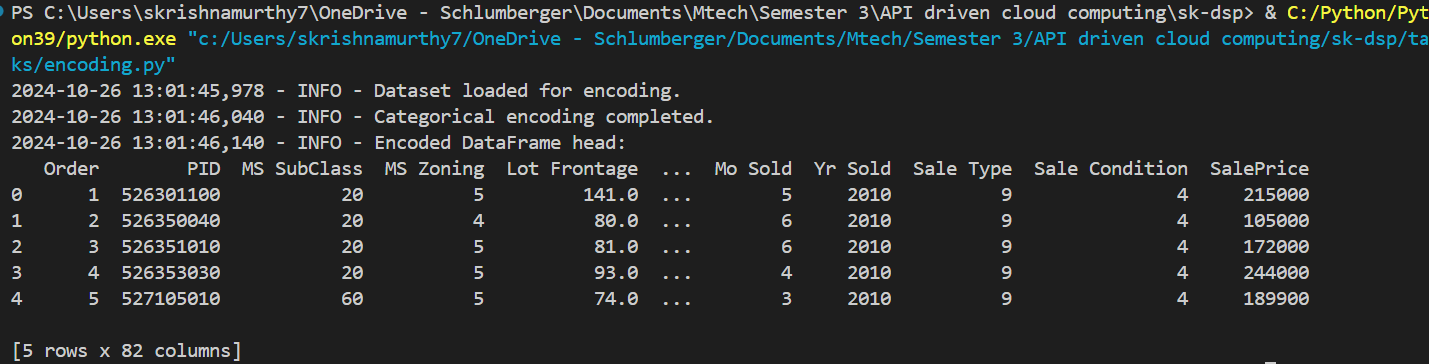 PS C:\Users\skrishnamurthy7\OneDrive - Schlumberger\Documents\Mtech\Semester 3\API driven cloud computing\sk-dsp> & C:/Python/Pyt
on39/python.exe "c:/Users/skrishnamurthy7/OneDrive - Schlumberger/Documents/Mtech/Semester 3/API driven cloud computing/sk-dsp/ta
ks/encoding.py"
2024-10-26 13:01:45,978 - INFO - Dataset loaded for encoding.
2024-10-26 13:01:46,040 - INFO - Categorical encoding completed.
2024-10-26 13:01:46,140 - INFO - Encoded DataFrame head:
   Order        PID  MS SubClass  MS Zoning  Lot Frontage  ...  Mo Sold  Yr Sold  Sale Type  Sale Condition  SalePrice
0      1  526301100           20          5         141.0  ...        5     2010          9               4     215000
1      2  526350040           20          4          80.0  ...        6     2010          9               4     105000
2      3  526351010           20          5          81.0  ...        6     2010          9               4     172000
3      4  526353030           20          5          93.0  ...        4     2010          9               4     244000
4      5  527105010           60          5          74.0  ...        3     2010          9               4     189900
[5 rows x 82 columns]